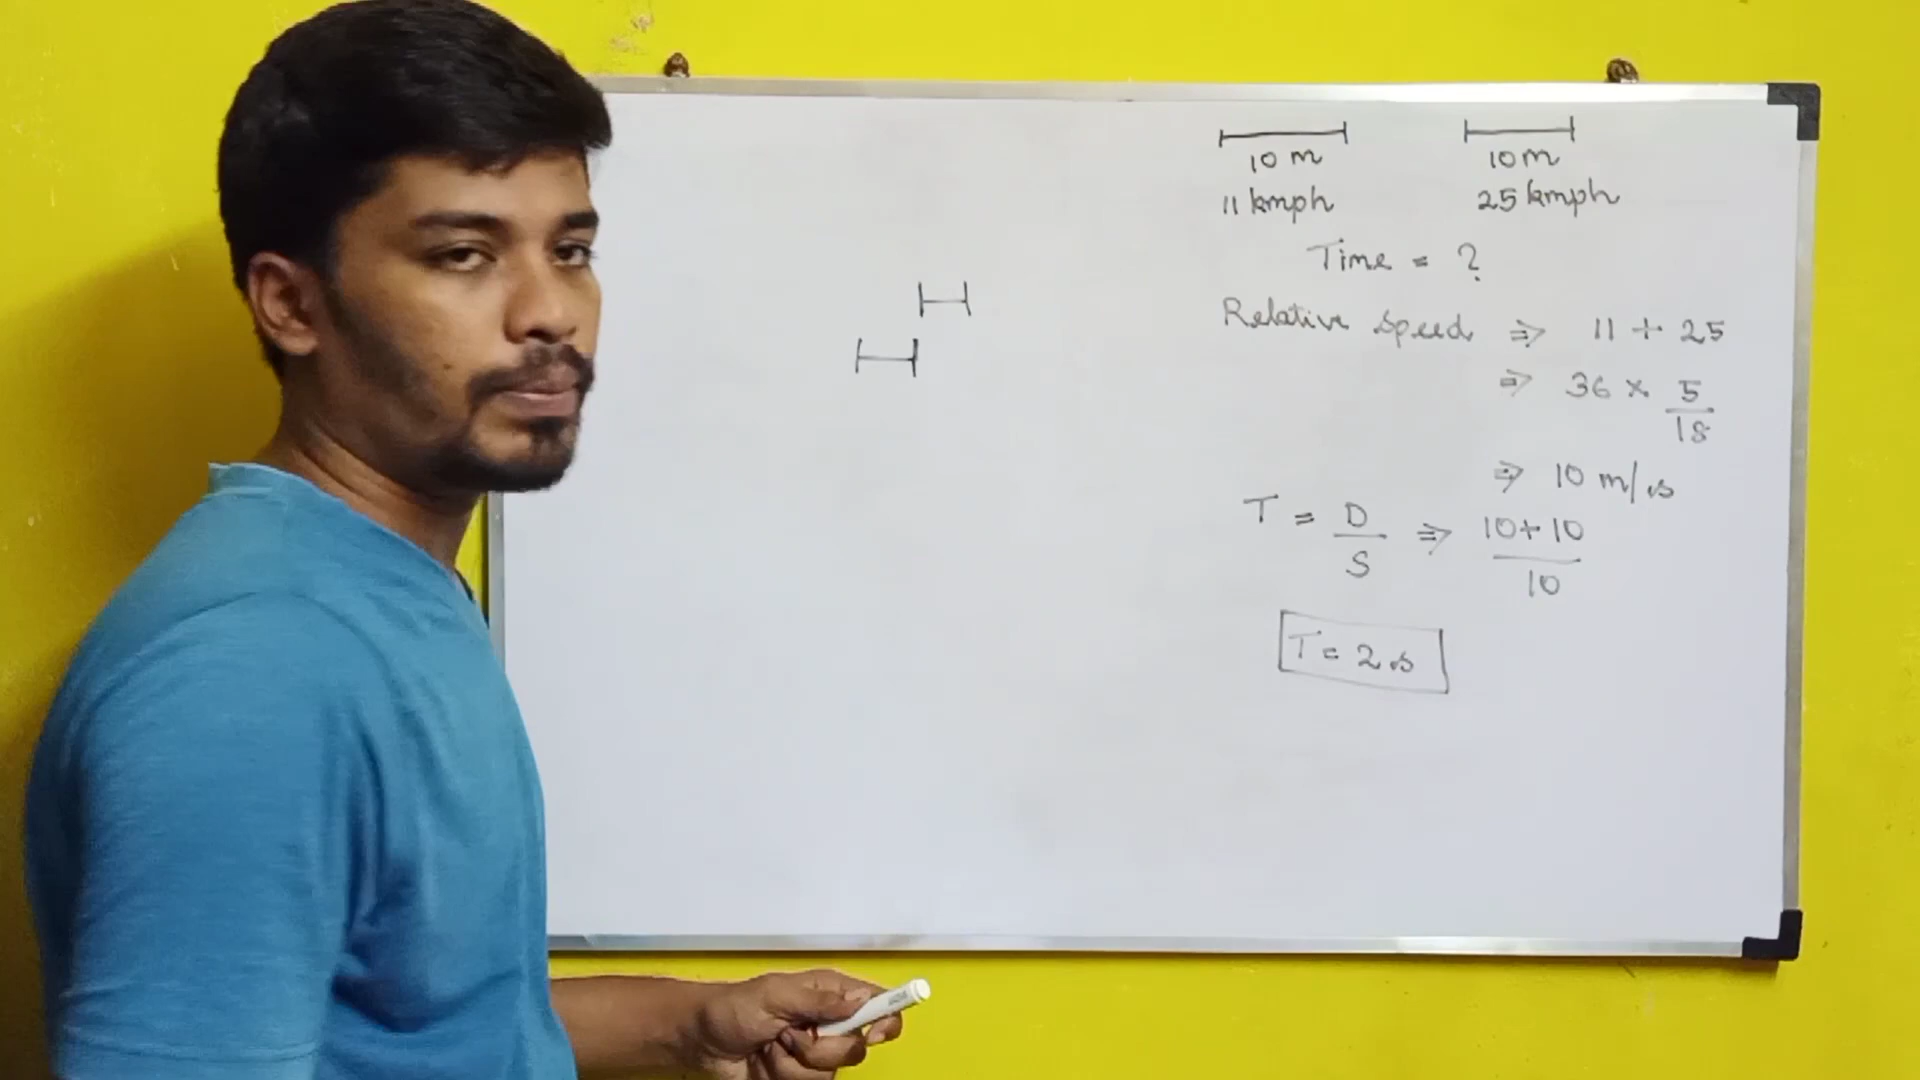 10 m 10 m
11 kmph 25 kmph
Time = ?
Relative speed ⇒ 11 + 25
⇒ 36 × 5/18
⇒ 10 m/s
T = D/S ⇒ 10+10/10
T = 2 s